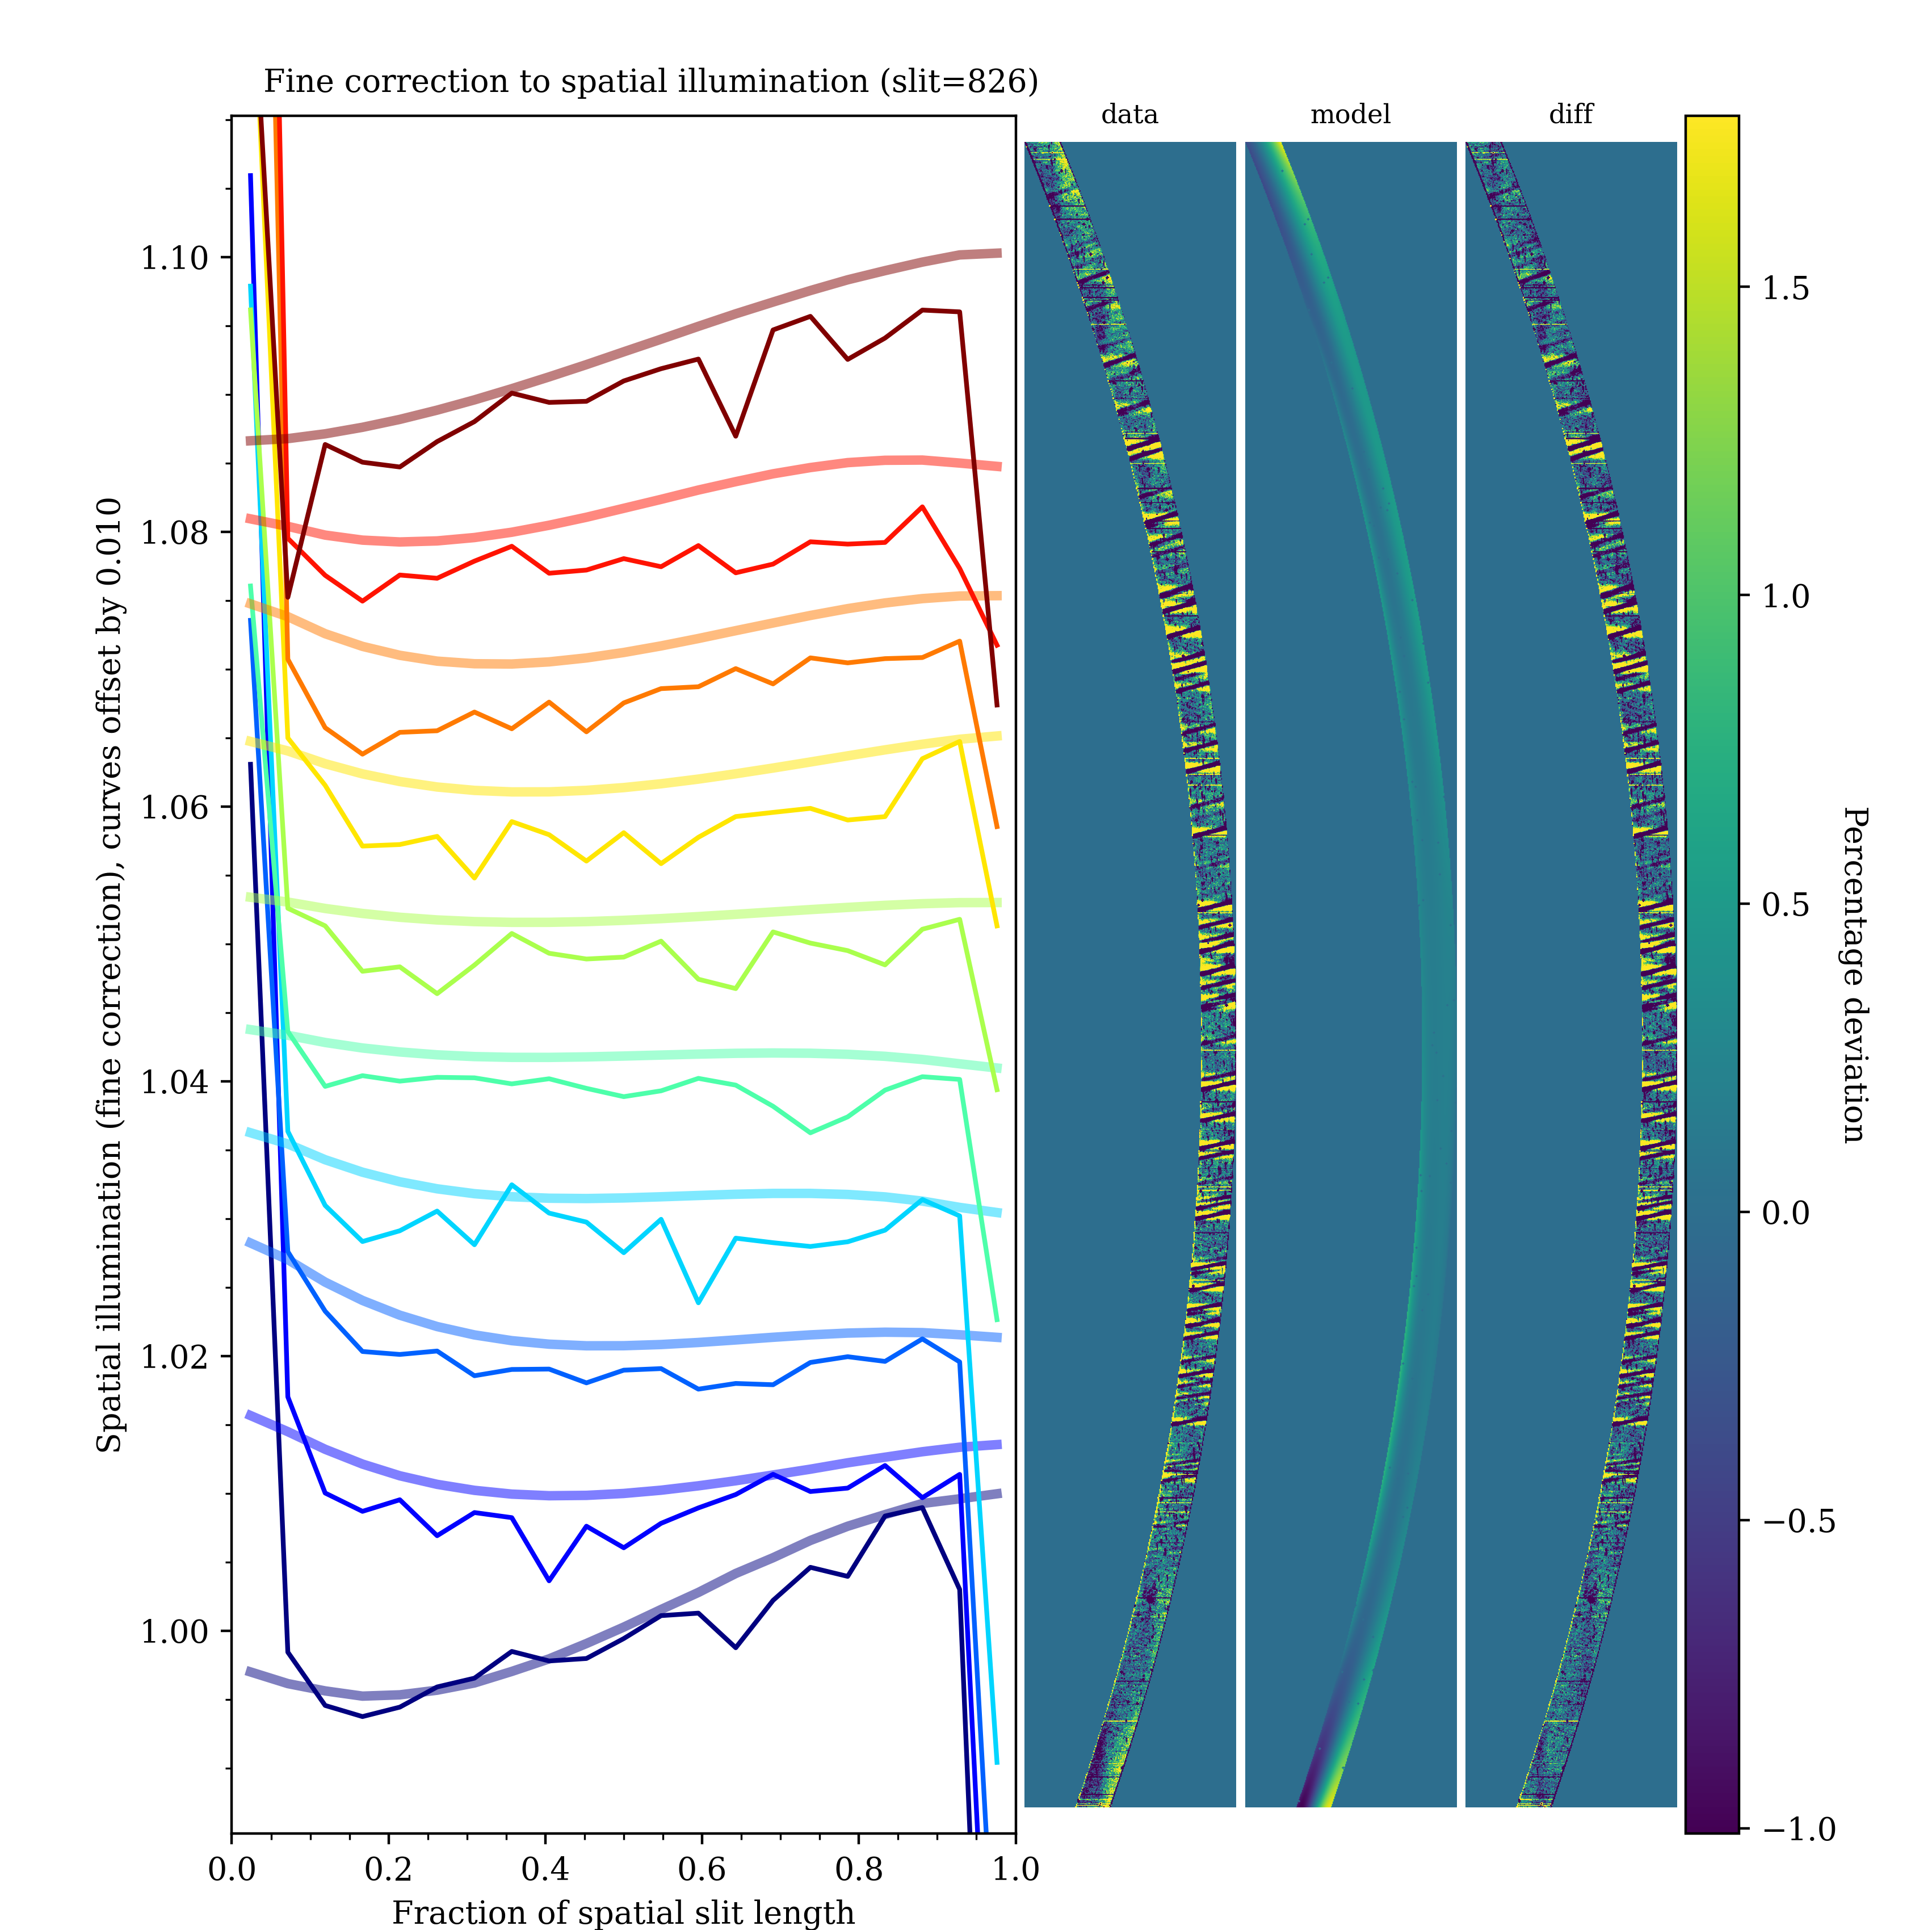 Fine correction to spatial illumination (slit=826)
data
model
diff
Spatial illumination (fine correction), curves offset by 0.010
1.10
1.08
1.06
1.04
1.02
1.00
0.0
0.2
0.4
0.6
0.8
1.0
Fraction of spatial slit length
1.5
1.0
0.5
0.0
−0.5
−1.0
Percentage deviation